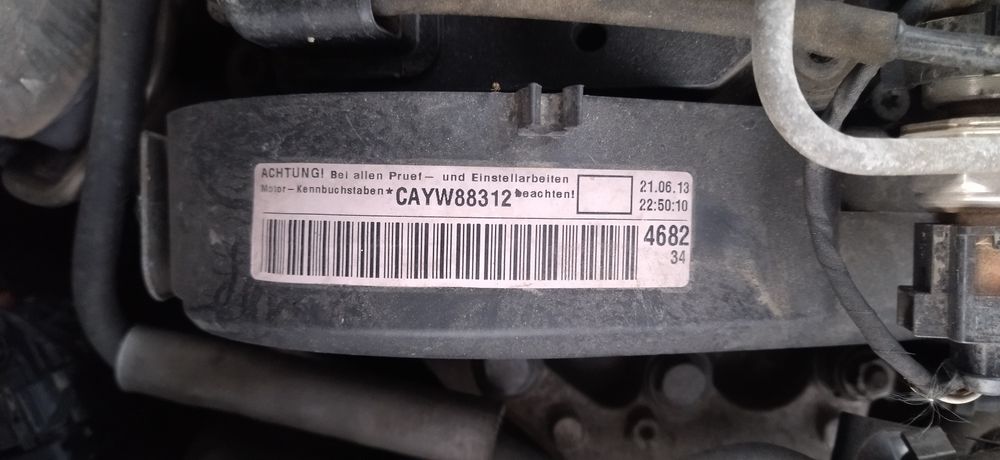 ACHTUNG! Bei allen Pruef- und Einstellarbeiten
Motor-Kennbuchstaben *CAYW88312* beachten!
21.06.13
22:50:10
4682
34